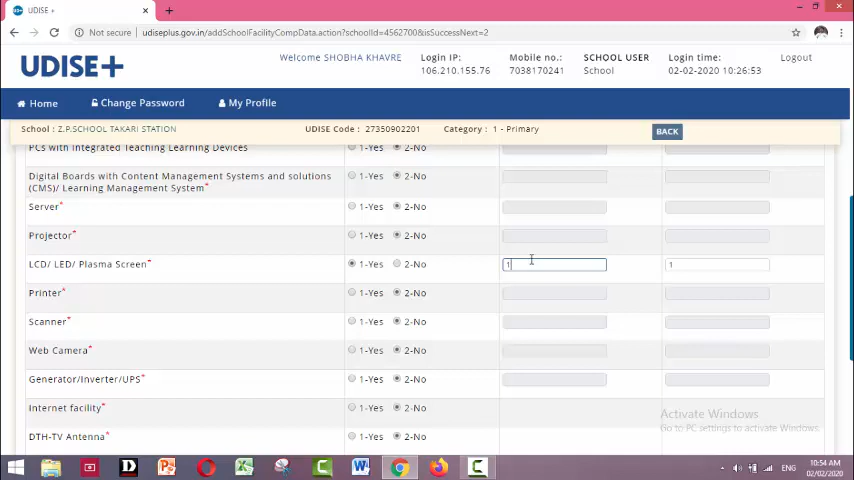 UDISE +
Not secure udiseplus.gov.in/addSchoolFacilityCompData.action?schoolId=4562700&isSuccessNext=2
UDISE+
Welcome SHOBHA KHAVRE
Login IP:
106.210.155.76
Mobile no.:
7038170241
SCHOOL USER
School
Login time:
02-02-2020 10:26:53
Logout
Home Change Password My Profile
School : Z.P.SCHOOL TAKARI STATION UDISE Code : 27350902201 Category : 1 - Primary BACK
PCs with Integrated Teaching Learning Devices 1-Yes 2-No
Digital Boards with Content Management Systems and solutions
(CMS)/ Learning Management System* 1-Yes 2-No
Server* 1-Yes 2-No
Projector* 1-Yes 2-No
LCD/ LED/ Plasma Screen* 1-Yes 2-No 1 1
Printer* 1-Yes 2-No
Scanner* 1-Yes 2-No
Web Camera* 1-Yes 2-No
Generator/Inverter/UPS* 1-Yes 2-No
Internet facility* 1-Yes 2-No
DTH-TV Antenna* 1-Yes 2-No
Activate Windows
Go to PC settings to activate Windows.
ENG
10:54 AM
02/02/2020